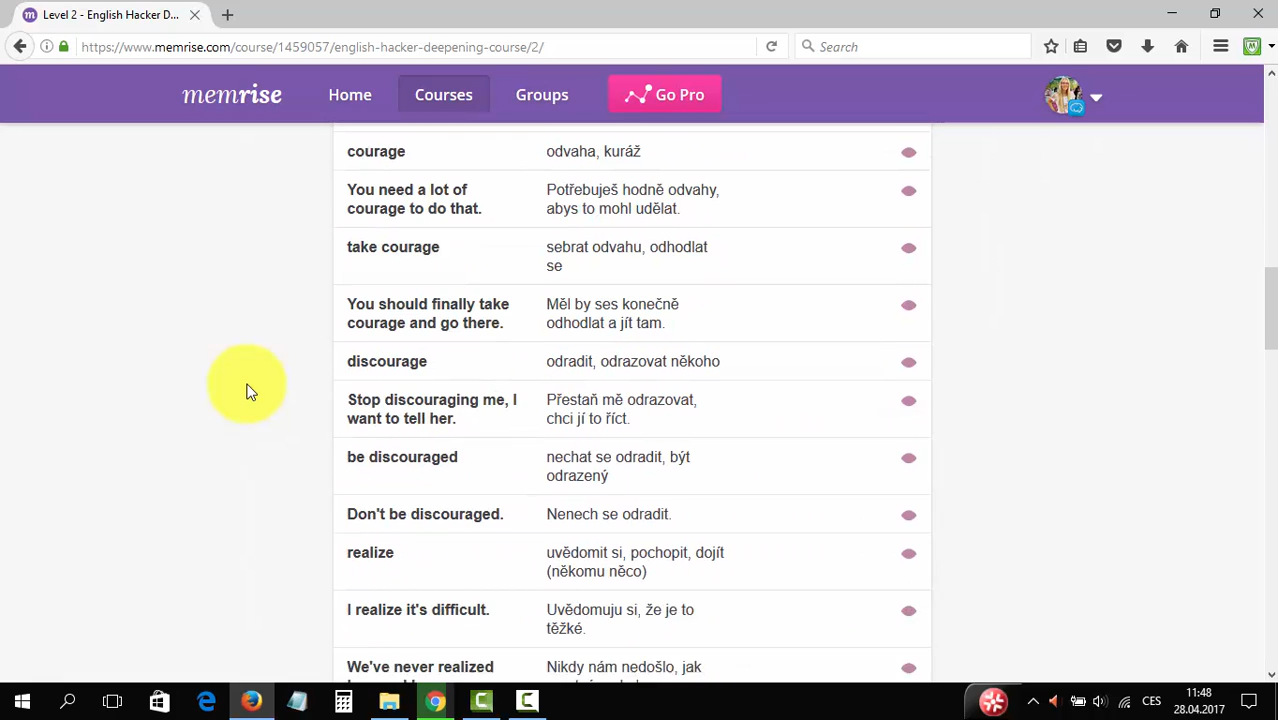 Level 2 - English Hacker D...
https://www.memrise.com/course/1459057/english-hacker-deepening-course/2/
Search
memrise
Home
Courses
Groups
Go Pro
courage
odvaha, kuráž
You need a lot of
courage to do that.
Potřebuješ hodně odvahy,
abys to mohl udělat.
take courage
sebrat odvahu, odhodlat
se
You should finally take
courage and go there.
Měl by ses konečně
odhodlat a jít tam.
discourage
odradit, odrazovat někoho
Stop discouraging me, I
want to tell her.
Přestaň mě odrazovat,
chci jí to říct.
be discouraged
nechat se odradit, být
odrazený
Don't be discouraged.
Nenech se odradit.
realize
uvědomit si, pochopit, dojít
(někomu něco)
I realize it's difficult.
Uvědomuju si, že je to
těžké.
We've never realized
Nikdy nám nedošlo, jak
CES
11:48
28.04.2017